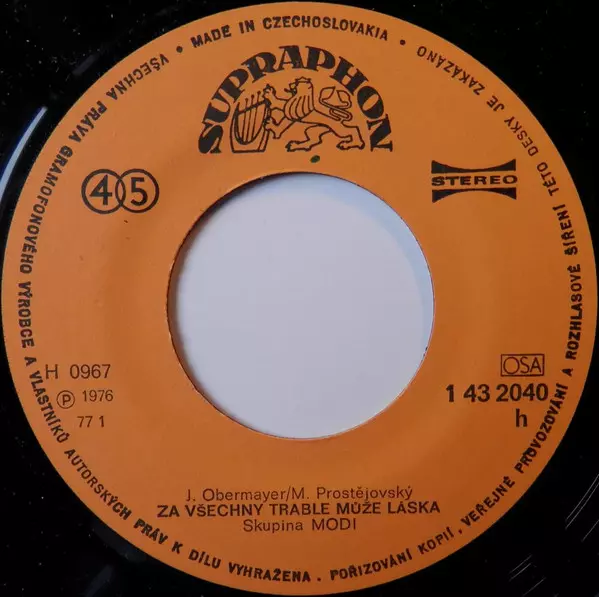 VŠECHNA PRÁVA GRAMOFONOVÉHO VÝROBCE A VLASTNÍKŮ AUTORSKÝCH PRÁV K DÍLU VYHRAŽENA. POŘIZOVÁNÍ KOPIÍ, VEŘEJNÉ PROVOZOVÁNÍ A ROZHLASOVÉ ŠÍŘENÍ TÉTO DESKY JE ZAKÁZÁNO • MADE IN CZECHOSLOVAKIA •
SUPRAPHON
45
STEREO
H 0967
℗ 1976
77 1
OSA
1 43 2040
h
J. Obermayer/M. Prostějovský
ZA VŠECHNY TRABLE MŮŽE LÁSKA
Skupina MODI